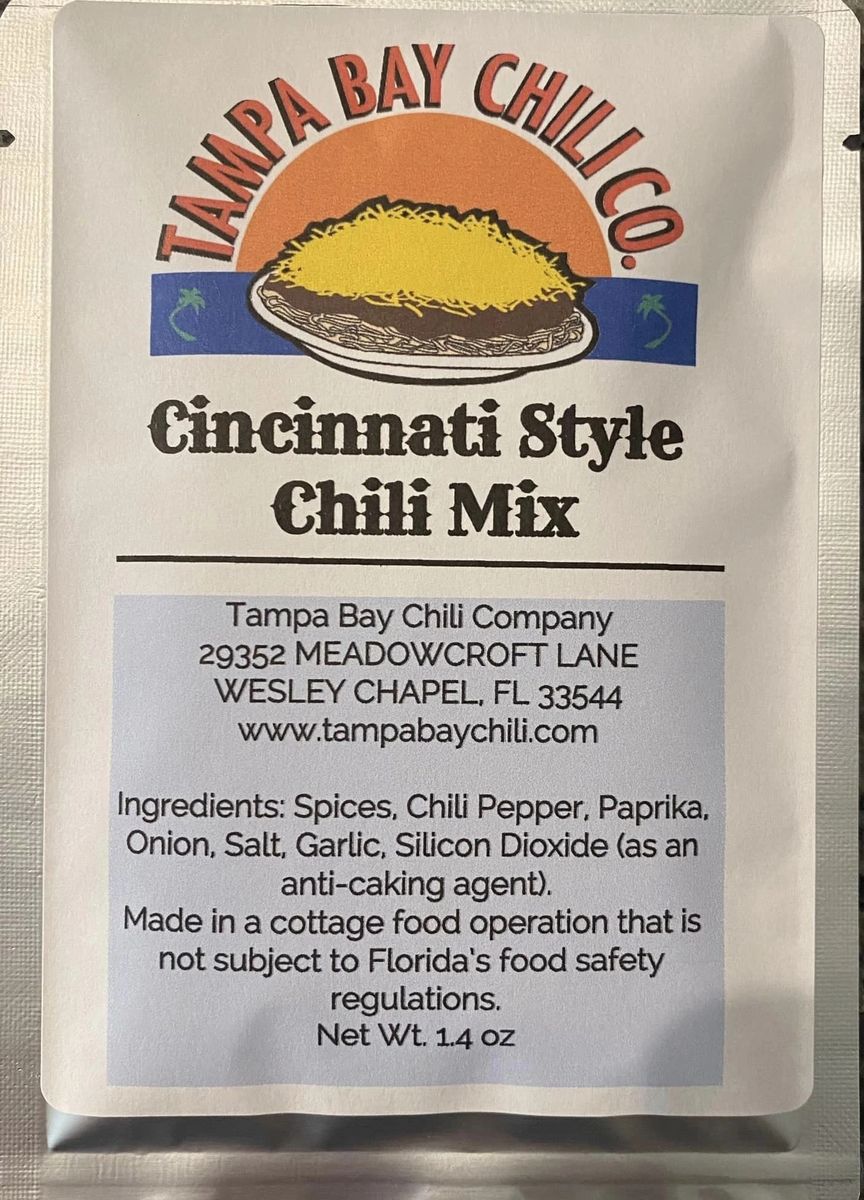 TAMPA BAY CHILI CO.
Cincinnati Style
Chili Mix
Tampa Bay Chili Company
29352 MEADOWCROFT LANE
WESLEY CHAPEL, FL 33544
www.tampabaychili.com
Ingredients: Spices, Chili Pepper, Paprika,
Onion, Salt, Garlic, Silicon Dioxide (as an
anti-caking agent).
Made in a cottage food operation that is
not subject to Florida's food safety
regulations.
Net Wt. 1.4 oz